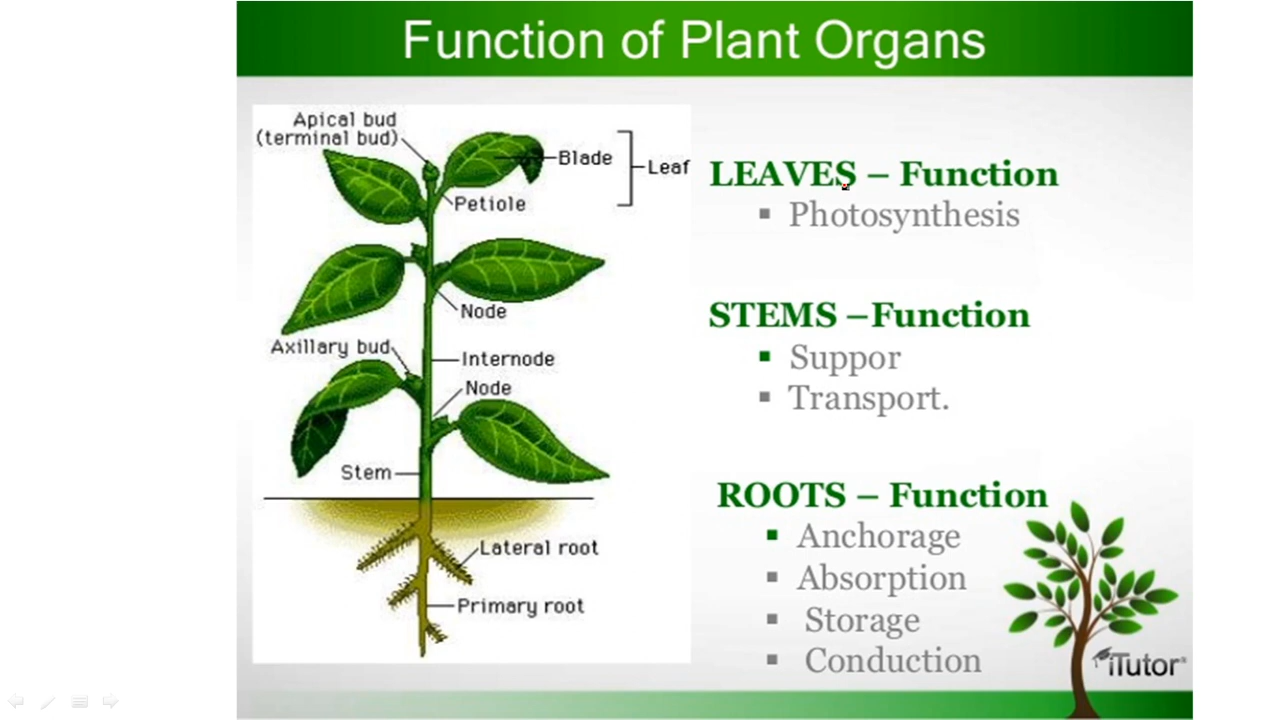 Function of Plant Organs
Apical bud
(terminal bud)
Blade
Leaf
Petiole
Node
Axillary bud
Internode
Node
Stem
Lateral root
Primary root
LEAVES – Function
▪ Photosynthesis
STEMS –Function
▪ Suppor
▪ Transport.
ROOTS – Function
▪ Anchorage
▪ Absorption
▪ Storage
▪ Conduction
iTutor®